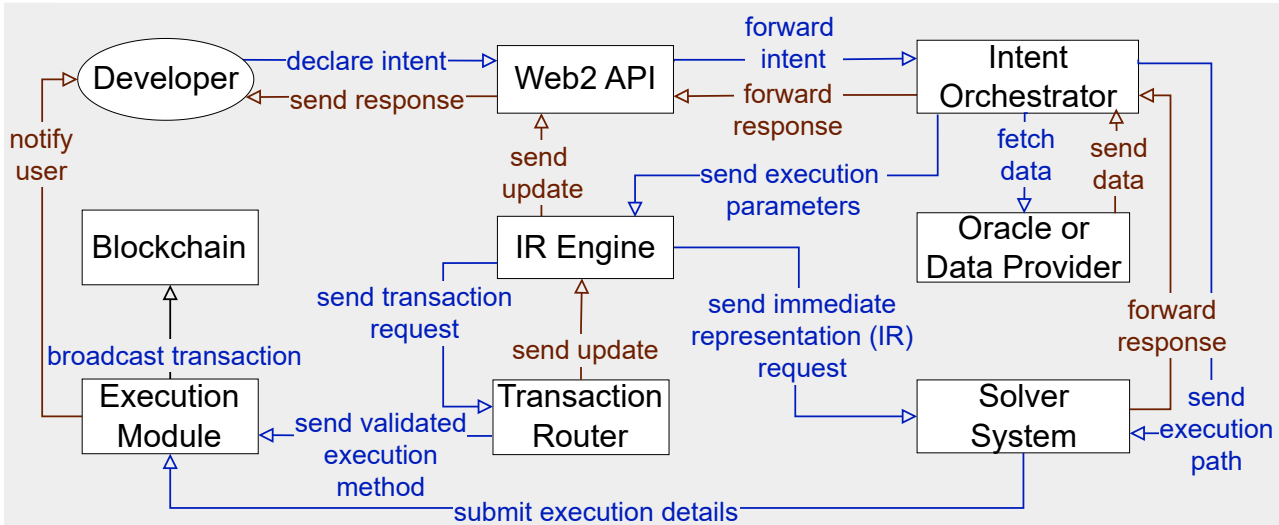 Developer
declare intent
send response
Web2 API
forward
intent
forward
response
Intent
Orchestrator
notify
user
send
update
send execution
parameters
fetch
data
send
data
Blockchain
IR Engine
Oracle or
Data Provider
send transaction
request
send immediate
representation (IR)
request
forward
response
broadcast transaction
send update
Execution
Module
send validated
execution
method
Transaction
Router
Solver
System
send
execution
path
submit execution details